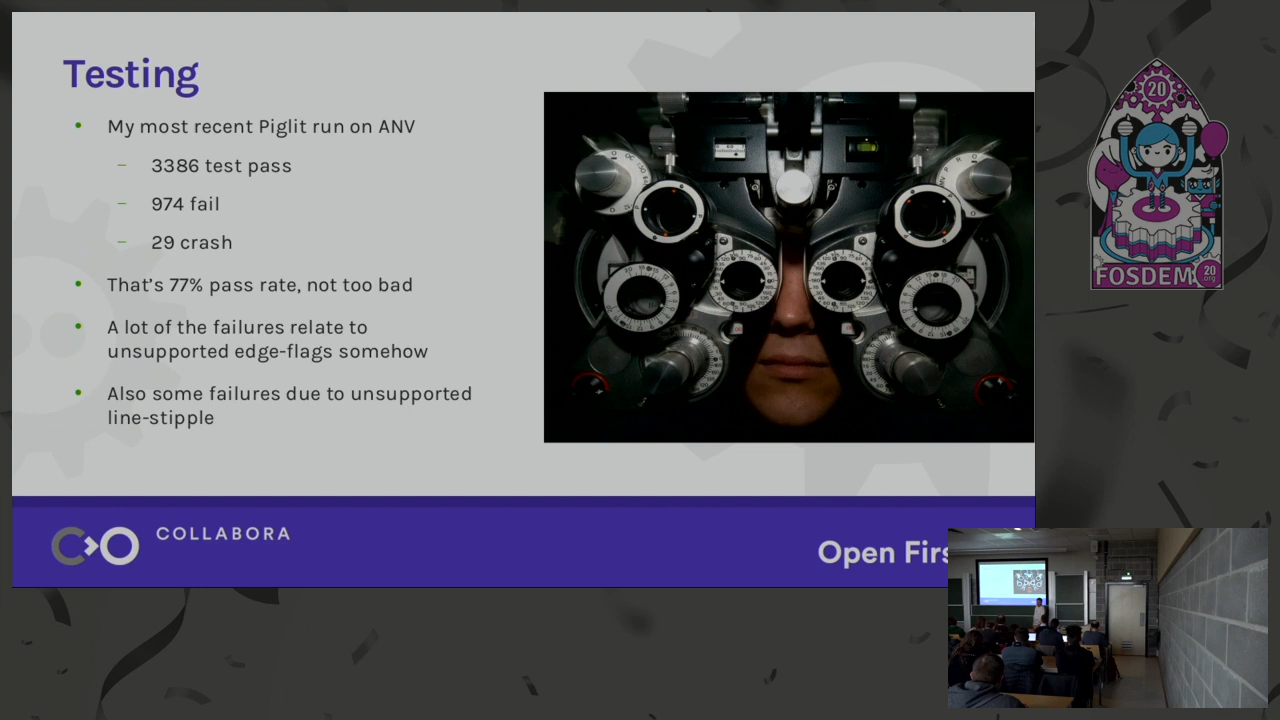 Testing
My most recent Piglit run on ANV
3386 test pass
974 fail
29 crash
That's 77% pass rate, not too bad
A lot of the failures relate to
unsupported edge-flags somehow
Also some failures due to unsupported
line-stipple
COLLABORA
Open Firs
20
FOSDEM
20
.org